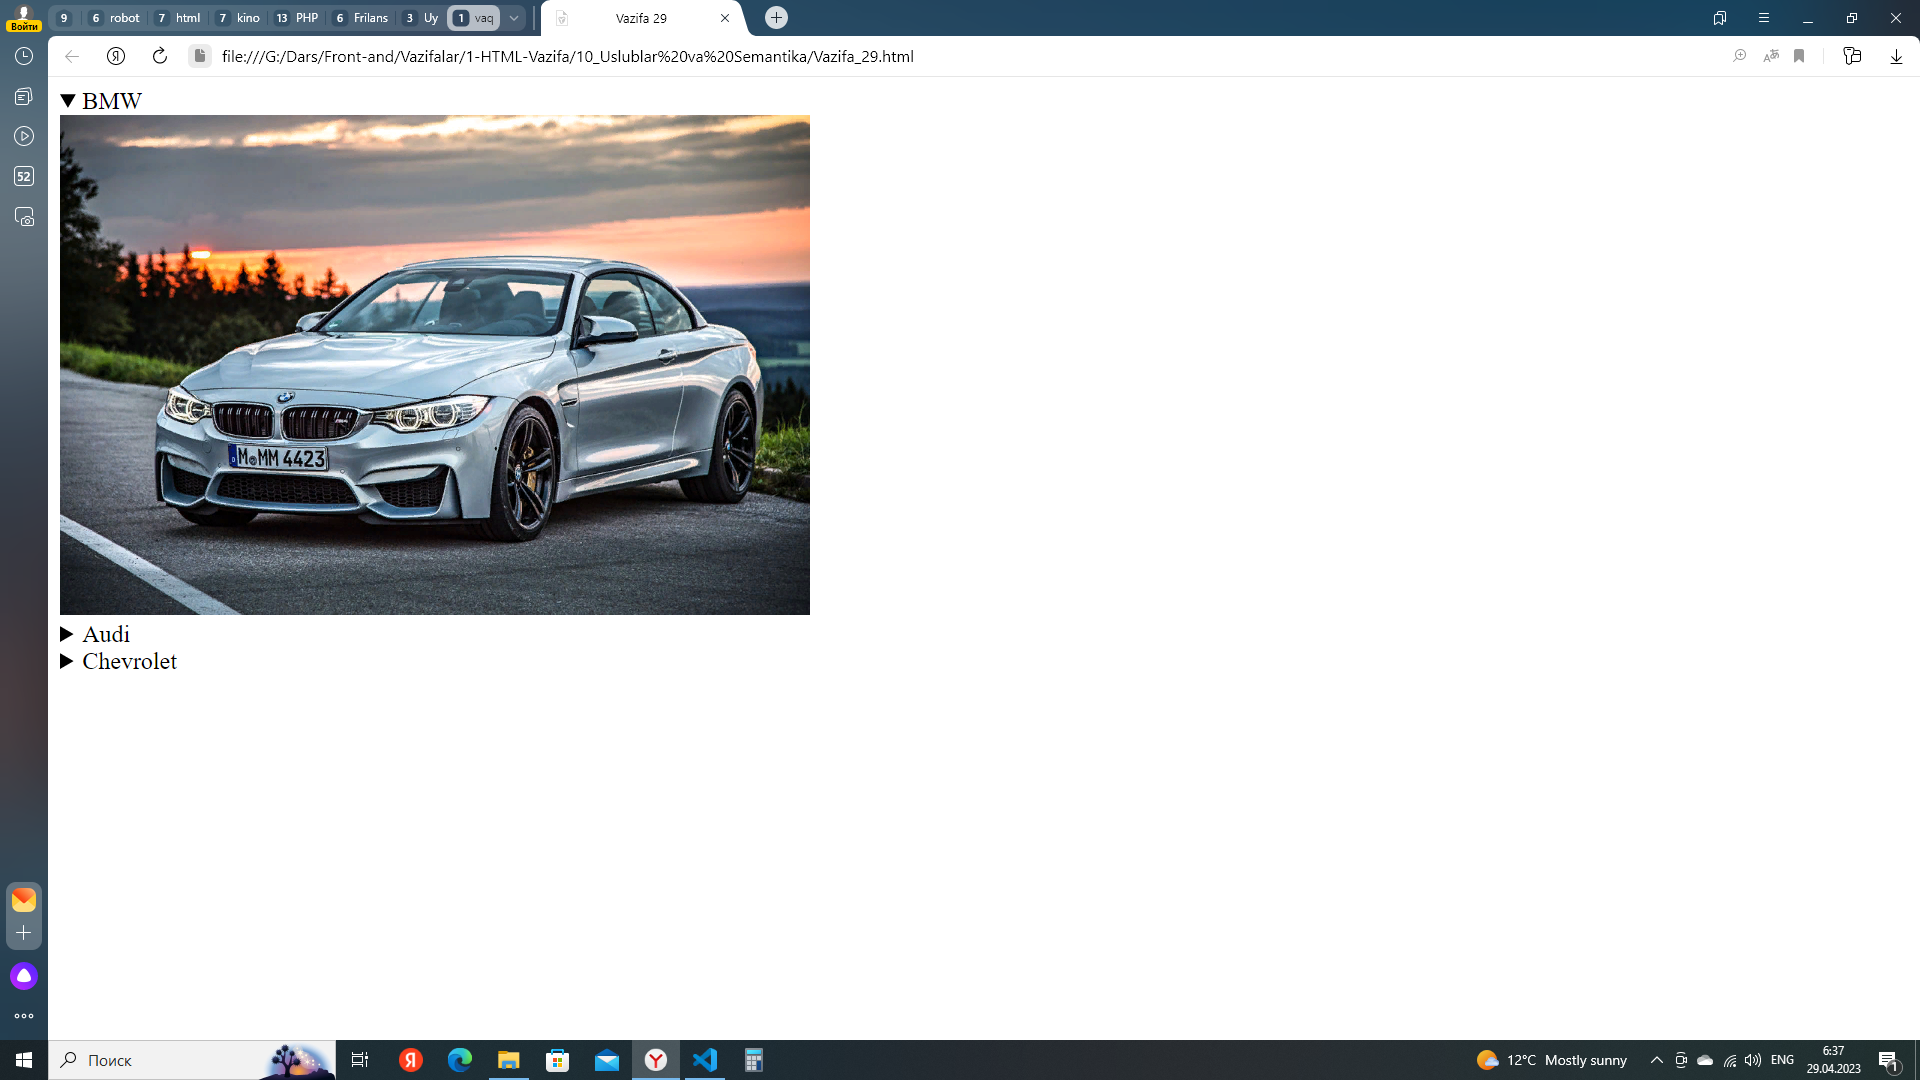 Войти
9
6 robot
7 html
7 kino
13 PHP
6 Frilans
3 Uy
1 vaq
Vazifa 29
file:///G:/Dars/Front-and/Vazifalar/1-HTML-Vazifa/10_Uslublar%20va%20Semantika/Vazifa_29.html
52
BMW
M MM 4423
Audi
Chevrolet
Поиск
12°C Mostly sunny
ENG
6:37
29.04.2023
1